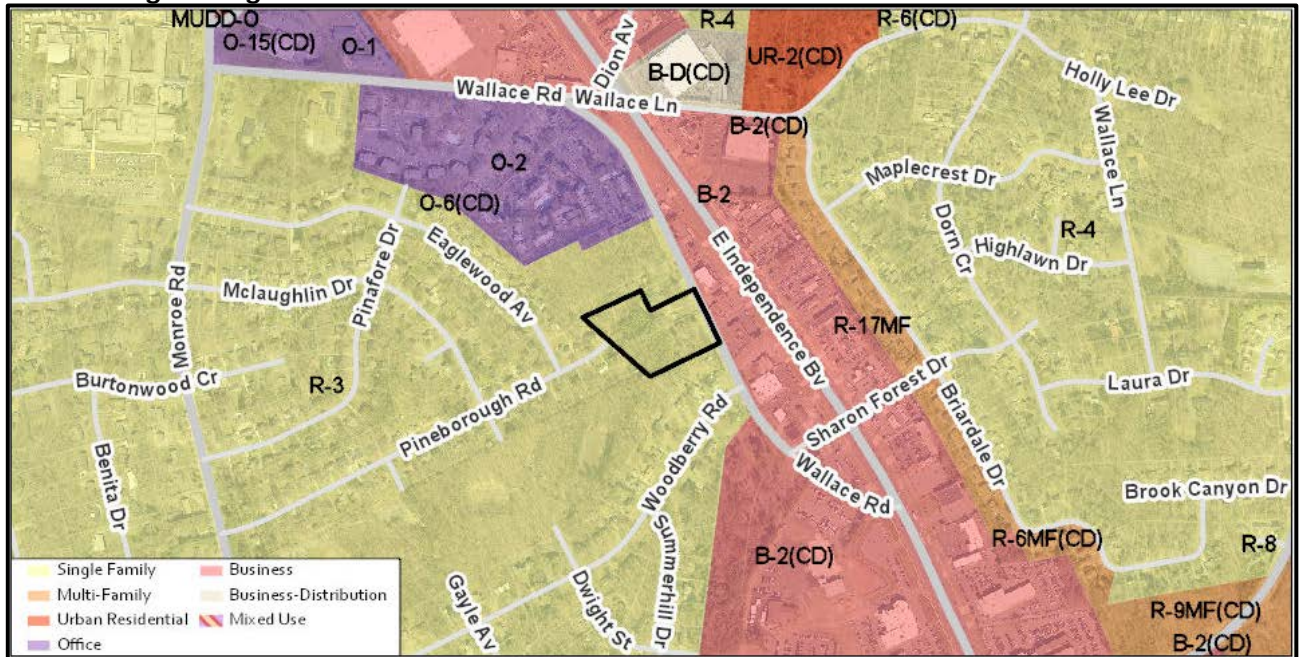 MUDD-O
O-15(CD)
O-1
R-4
R-6(CD)
Dion Av
B-D(CD)
UR-2(CD)
Holly Lee Dr
Wallace Rd
Wallace Ln
B-2(CD)
Wallace Ln
O-2
B-2
Maplecrest Dr
O-6(CD)
Eaglewood Av
Pinafore Dr
E Independence Bv
Dorn Cr
R-4
Highlawn Dr
Monroe Rd
Mclaughlin Dr
R-17MF
Burtonwood Cr
R-3
Sharon Forest Dr
Laura Dr
Pineborough Rd
Woodberry Rd
Briardale Dr
Benita Dr
Wallace Rd
Brook Canyon Dr
Summerhill Dr
B-2(CD)
R-6MF(CD)
R-8
Dwight St
Gayle Av
R-9MF(CD)
B-2(CD)
Single Family
Business
Multi-Family
Business-Distribution
Urban Residential
Mixed Use
Office